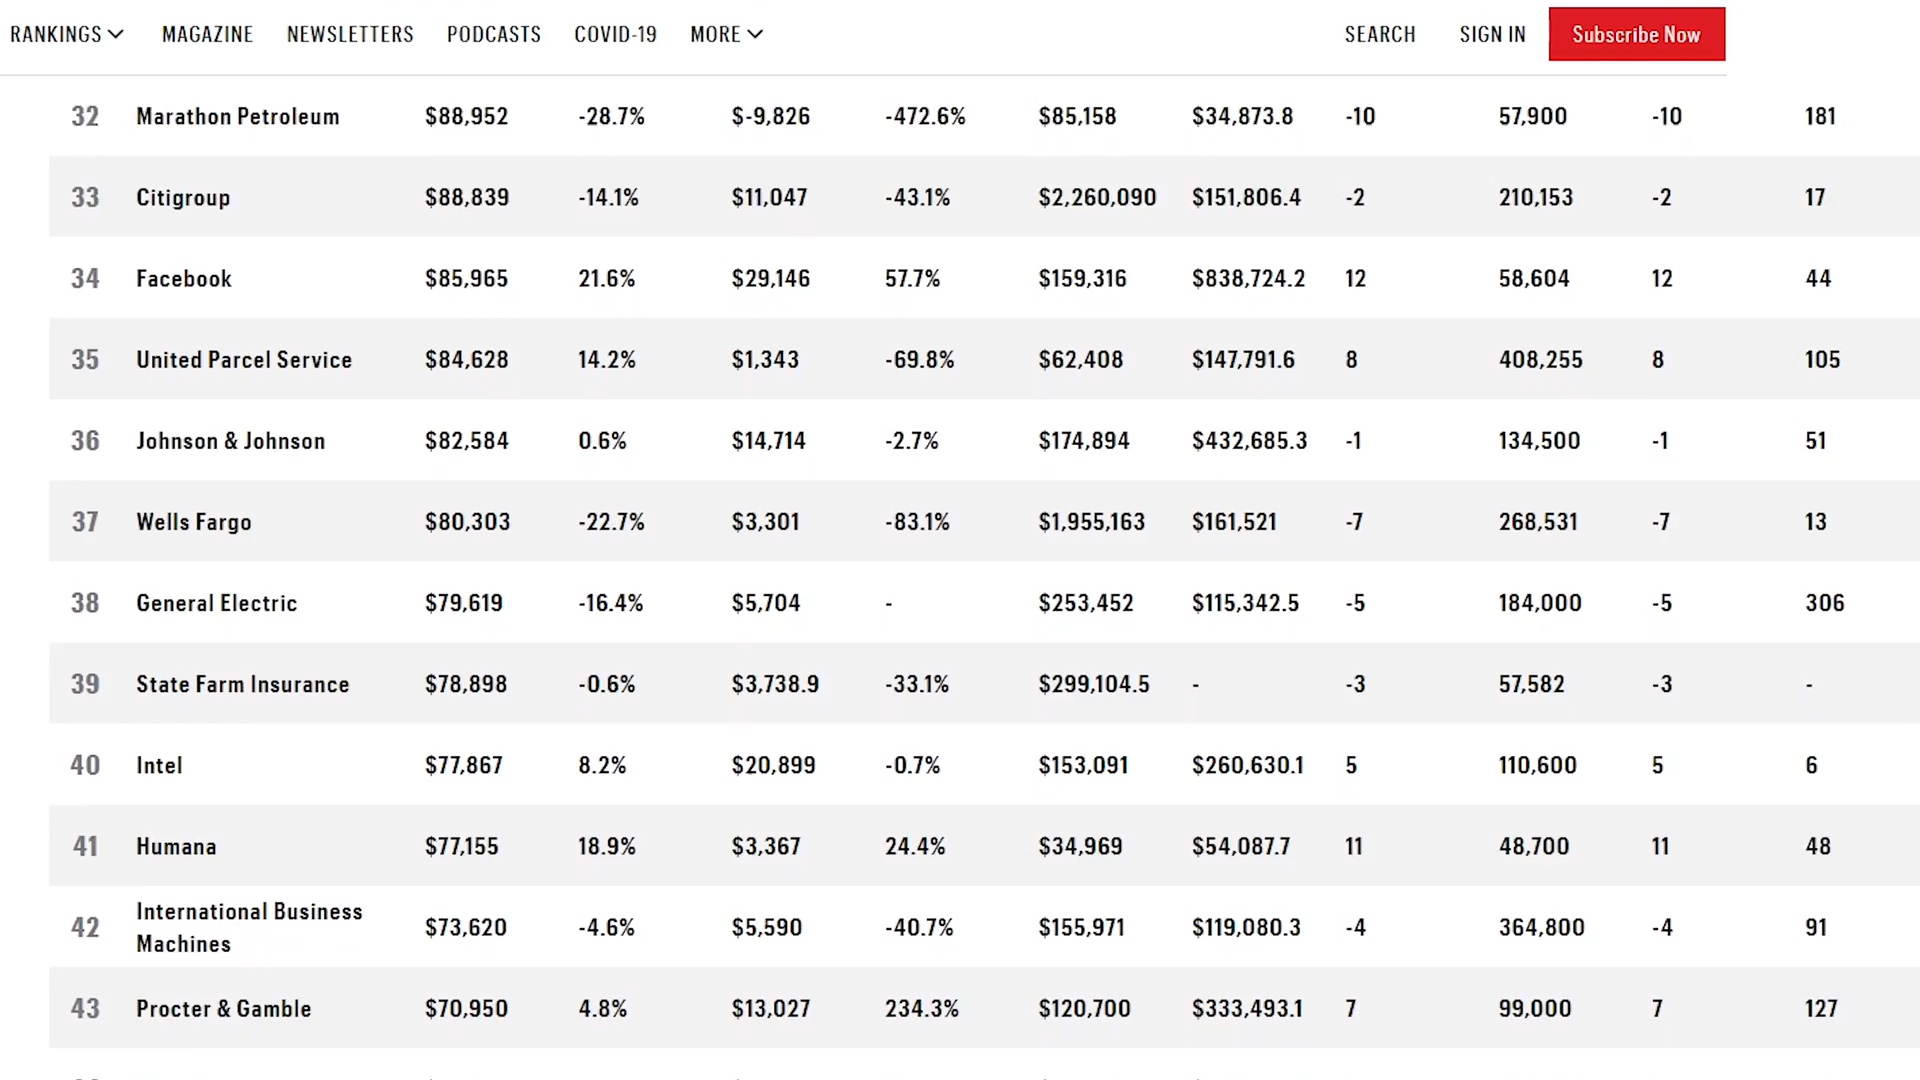 RANKINGS MAGAZINE NEWSLETTERS PODCASTS COVID-19 MORE SEARCH SIGN IN Subscribe Now
32 Marathon Petroleum $88,952 -28.7% $-9,826 -472.6% $85,158 $34,873.8 -10 57,900 -10 181
33 Citigroup $88,839 -14.1% $11,047 -43.1% $2,260,090 $151,806.4 -2 210,153 -2 17
34 Facebook $85,965 21.6% $29,146 57.7% $159,316 $838,724.2 12 58,604 12 44
35 United Parcel Service $84,628 14.2% $1,343 -69.8% $62,408 $147,791.6 8 408,255 8 105
36 Johnson & Johnson $82,584 0.6% $14,714 -2.7% $174,894 $432,685.3 -1 134,500 -1 51
37 Wells Fargo $80,303 -22.7% $3,301 -83.1% $1,955,163 $161,521 -7 268,531 -7 13
38 General Electric $79,619 -16.4% $5,704 - $253,452 $115,342.5 -5 184,000 -5 306
39 State Farm Insurance $78,898 -0.6% $3,738.9 -33.1% $299,104.5 - -3 57,582 -3 -
40 Intel $77,867 8.2% $20,899 -0.7% $153,091 $260,630.1 5 110,600 5 6
41 Humana $77,155 18.9% $3,367 24.4% $34,969 $54,087.7 11 48,700 11 48
International Business
42 Machines $73,620 -4.6% $5,590 -40.7% $155,971 $119,080.3 -4 364,800 -4 91
43 Procter & Gamble $70,950 4.8% $13,027 234.3% $120,700 $333,493.1 7 99,000 7 127